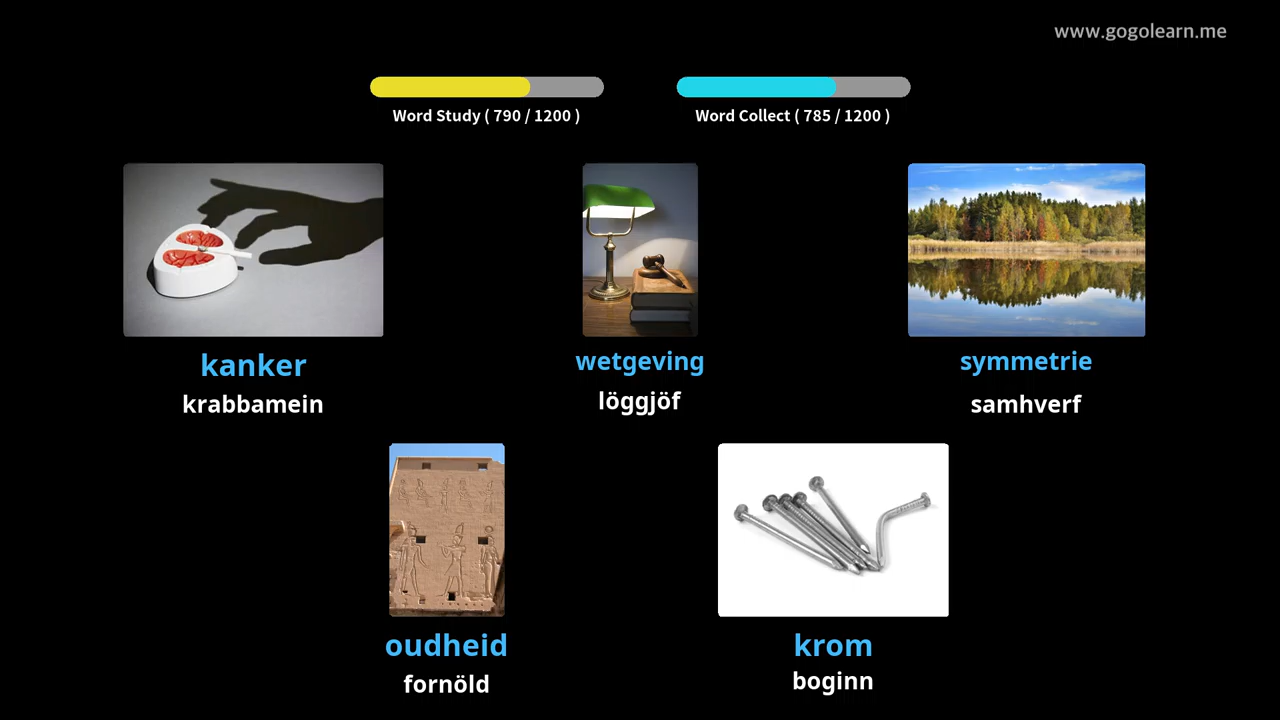 www.gogolearn.me
Word Study ( 790 / 1200 )
Word Collect ( 785 / 1200 )
kanker
krabbamein
wetgeving
löggjöf
symmetrie
samhverf
oudheid
fornöld
krom
boginn